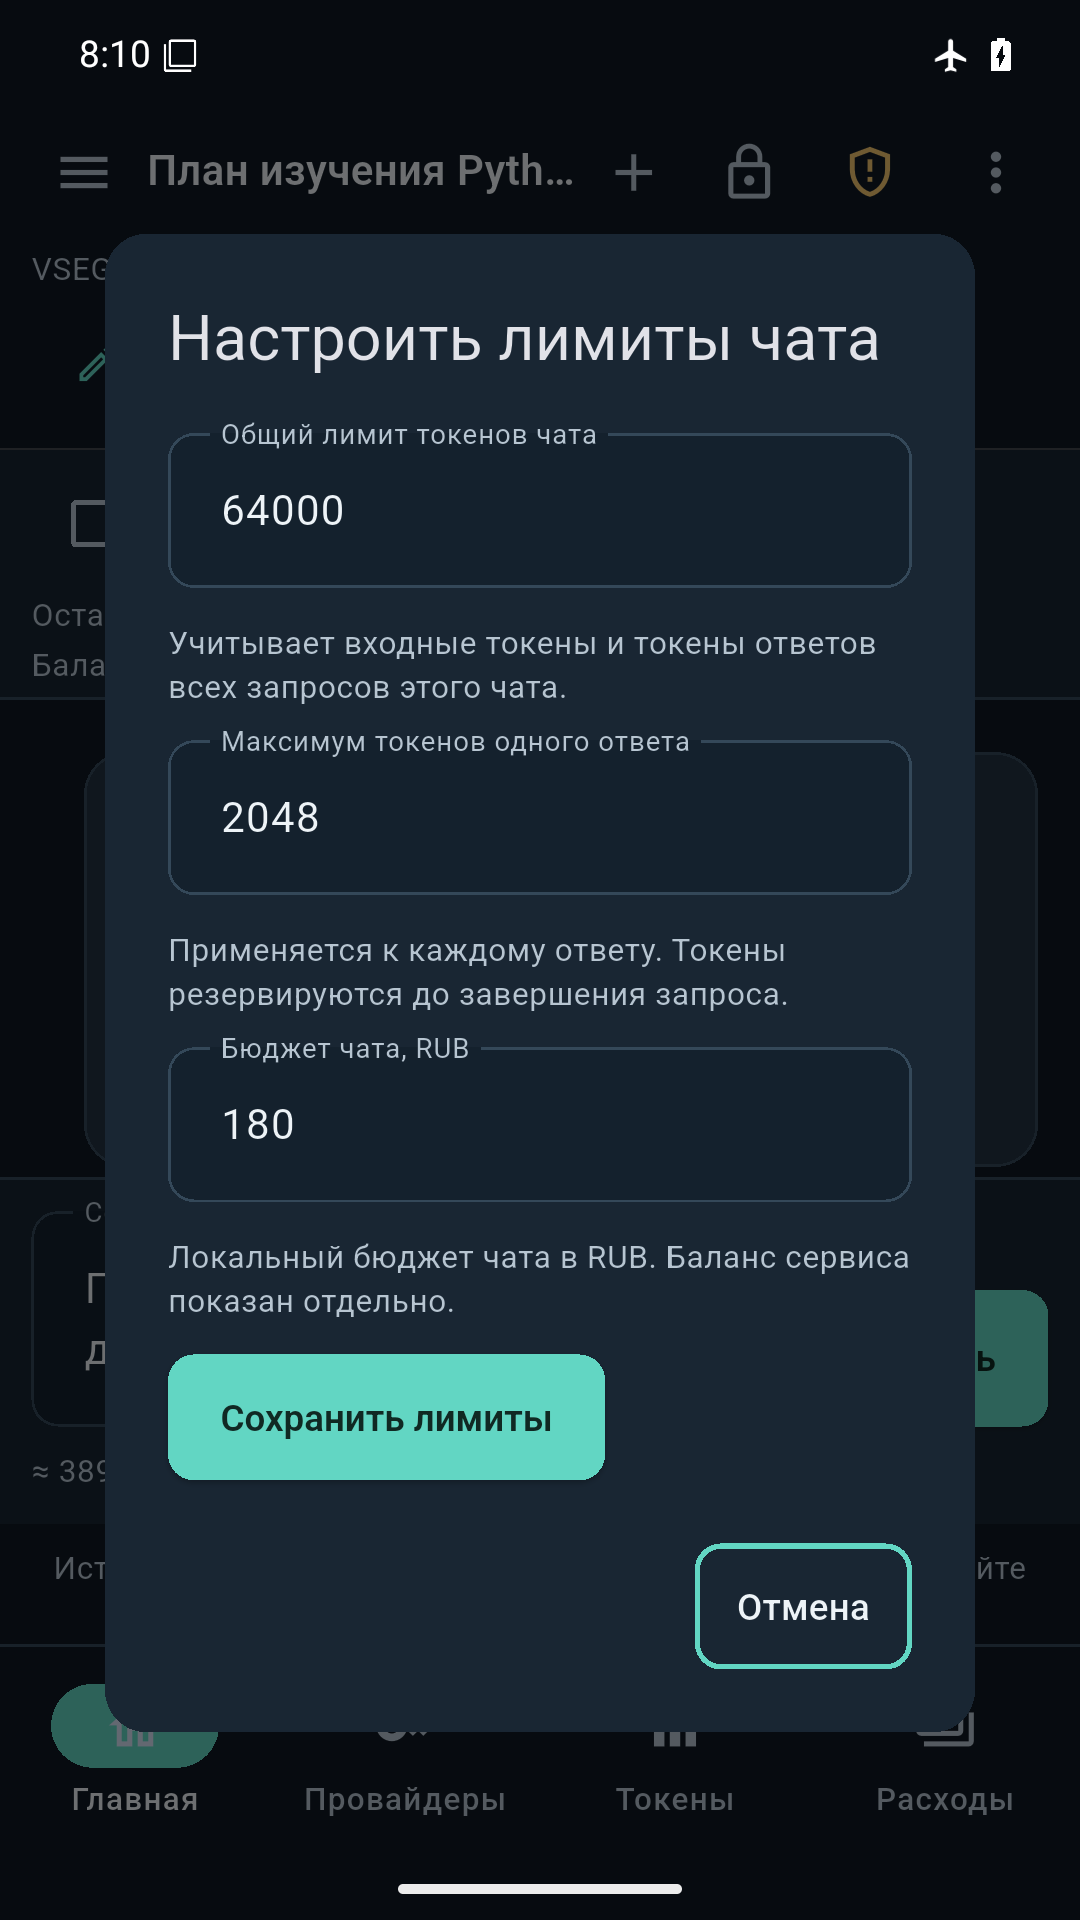 8:10
План изучения Pyth...
VSEG
Настроить лимиты чата
Общий лимит токенов чата
64000
Оста
Учитывает входные токены и токены ответов
Бала
всех запросов этого чата.
Максимум токенов одного ответа
2048
Применяется к каждому ответу. Токены
резервируются до завершения запроса.
Бюджет чата, RUB
180
Локальный бюджет чата в RUB. Баланс сервиса
показан отдельно.
Сохранить лимиты
ь
≈ 389
Ист
йте
Отмена
Главная
Провайдеры
Токены
Расходы